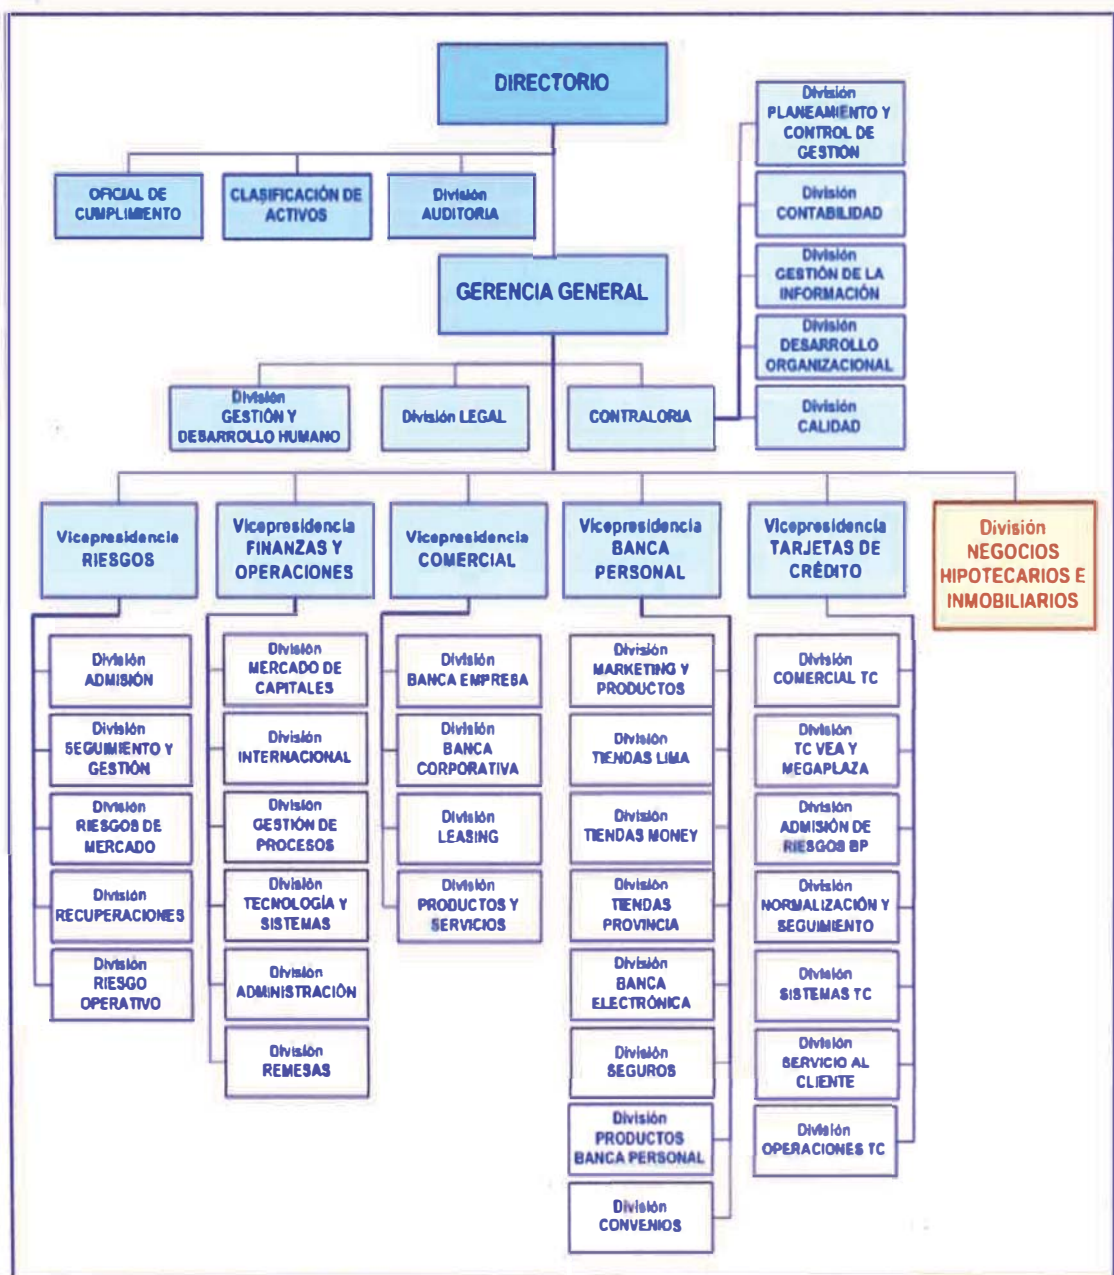 DIRECTORIO
OFICIAL DE
CUMPLIMIENTO
CLASIFICACIÓN DE
ACTIVOS
División
AUDITORIA
División
PLANEAMIENTO Y
CONTROL DE
GESTIÓN
División
CONTABILIDAD
División
GESTIÓN DE LA
INFORMACIÓN
División
DESARROLLO
ORGANIZACIONAL
División
CALIDAD
GERENCIA GENERAL
División
GESTIÓN Y
DESARROLLO HUMANO
División LEGAL
CONTRALORIA
Vicepresidencia
RIESGOS
Vicepresidencia
FINANZAS Y
OPERACIONES
Vicepresidencia
COMERCIAL
Vicepresidencia
BANCA
PERSONAL
Vicepresidencia
TARJETAS DE
CRÉDITO
División
NEGOCIOS
HIPOTECARIOS E
INMOBILIARIOS
División
ADMISIÓN
División
SEGUIMIENTO Y
GESTIÓN
División
RIESGOS DE
MERCADO
División
RECUPERACIONES
División
RIESGO
OPERATIVO
División
MERCADO DE
CAPITALES
División
INTERNACIONAL
División
GESTIÓN DE
PROCESOS
División
TECNOLOGÍA Y
SISTEMAS
División
ADMINISTRACIÓN
División
REMESAS
División
BANCA EMPRESA
División
BANCA
CORPORATIVA
División
LEASING
División
PRODUCTOS Y
SERVICIOS
División
MARKETING Y
PRODUCTOS
División
TIENDAS LIMA
División
TIENDAS MONEY
División
TIENDAS
PROVINCIA
División
BANCA
ELECTRÓNICA
División
SEGUROS
División
PRODUCTOS
BANCA PERSONAL
División
CONVENIOS
División
COMERCIAL TC
División
TC VEA Y
MEGAPLAZA
División
ADMISIÓN DE
RIESGOS BP
División
NORMALIZACIÓN Y
SEGUIMIENTO
División
SISTEMAS TC
División
SERVICIO AL
CLIENTE
División
OPERACIONES TC